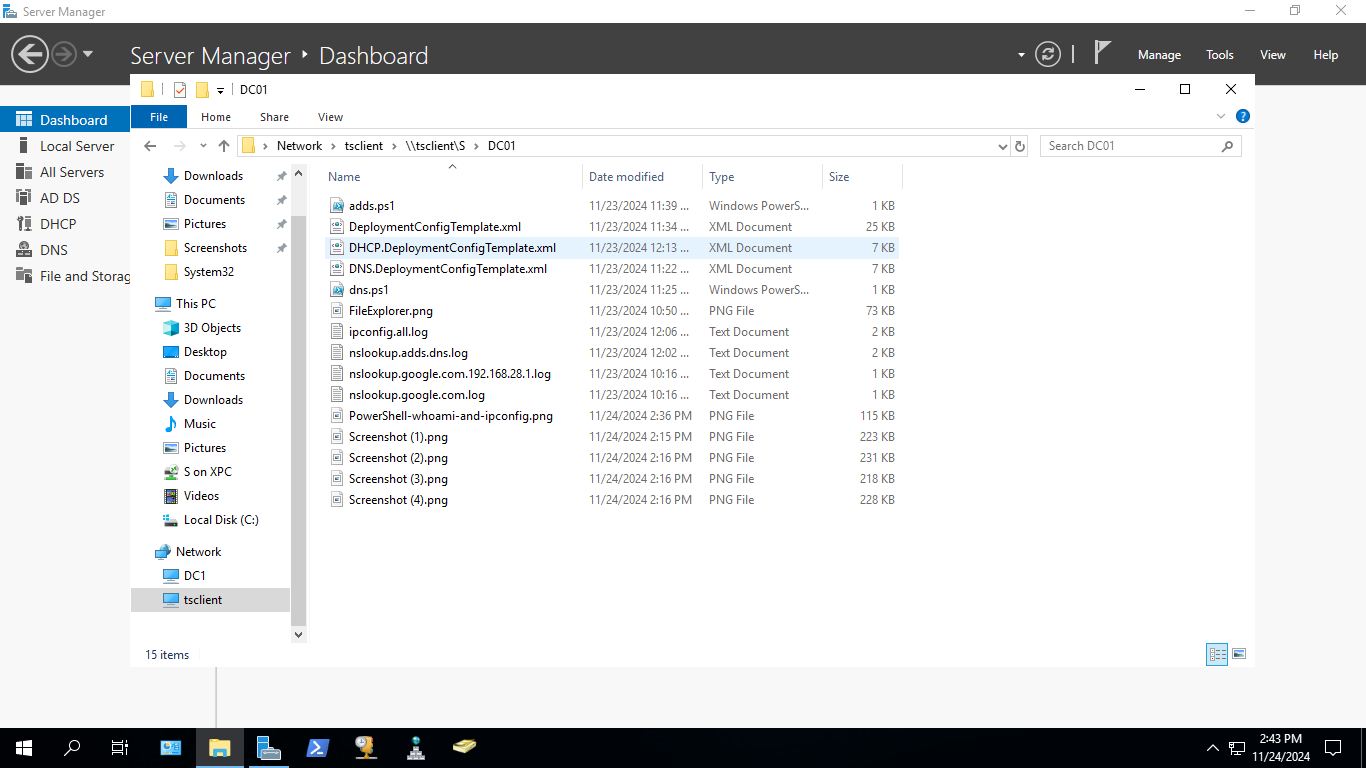 Server Manager
Server Manager Dashboard
Manage Tools View Help
Dashboard
Local Server
All Servers
AD DS
DHCP
DNS
File and Storag
DC01
File Home Share View
Network tsclient \\tsclient\S DC01
Search DC01
Downloads
Documents
Pictures
Screenshots
System32
This PC
3D Objects
Desktop
Documents
Downloads
Music
Pictures
S on XPC
Videos
Local Disk (C:)
Network
DC1
tsclient
Name Date modified Type Size
adds.ps1 11/23/2024 11:39 ... Windows PowerS... 1 KB
DeploymentConfigTemplate.xml 11/23/2024 11:34 ... XML Document 25 KB
DHCP.DeploymentConfigTemplate.xml 11/23/2024 12:13 ... XML Document 7 KB
DNS.DeploymentConfigTemplate.xml 11/23/2024 11:22 ... XML Document 7 KB
dns.ps1 11/23/2024 11:25 ... Windows PowerS... 1 KB
FileExplorer.png 11/23/2024 10:50 ... PNG File 73 KB
ipconfig.all.log 11/23/2024 12:06 ... Text Document 2 KB
nslookup.adds.dns.log 11/23/2024 12:02 ... Text Document 2 KB
nslookup.google.com.192.168.28.1.log 11/23/2024 10:16 ... Text Document 1 KB
nslookup.google.com.log 11/23/2024 10:16 ... Text Document 1 KB
PowerShell-whoami-and-ipconfig.png 11/24/2024 2:36 PM PNG File 115 KB
Screenshot (1).png 11/24/2024 2:15 PM PNG File 223 KB
Screenshot (2).png 11/24/2024 2:16 PM PNG File 231 KB
Screenshot (3).png 11/24/2024 2:16 PM PNG File 218 KB
Screenshot (4).png 11/24/2024 2:16 PM PNG File 228 KB
15 items
2:43 PM
11/24/2024